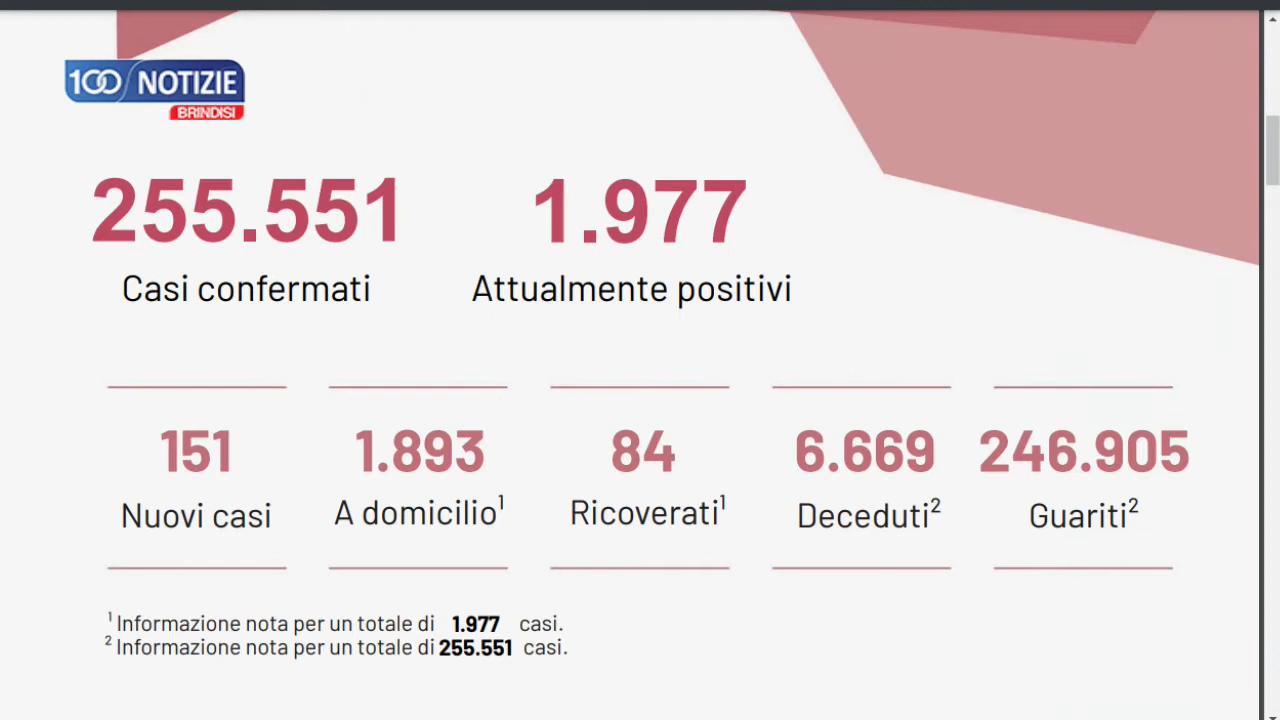 100 NOTIZIE
BRINDISI
255.551 1.977
Casi confermati Attualmente positivi
151 1.893 84 6.669 246.905
Nuovi casi A domicilio¹ Ricoverati¹ Deceduti² Guariti²
¹ Informazione nota per un totale di 1.977 casi.
² Informazione nota per un totale di 255.551 casi.